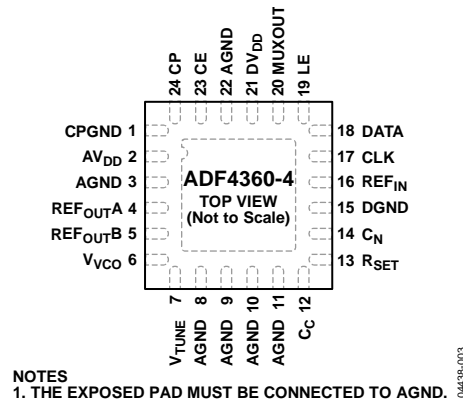 24 CP
23 CE
22 AGND
21 DVDD
20 MUXOUT
19 LE
CPGND 1
AVDD 2
AGND 3
REFOUTA 4
REFOUTB 5
VVCO 6
ADF4360-4
TOP VIEW
(Not to Scale)
18 DATA
17 CLK
16 REFIN
15 DGND
14 CN
13 RSET
VTUNE 7
AGND 8
AGND 9
AGND 10
AGND 11
CC 12
NOTES
1. THE EXPOSED PAD MUST BE CONNECTED TO AGND.
04438-003